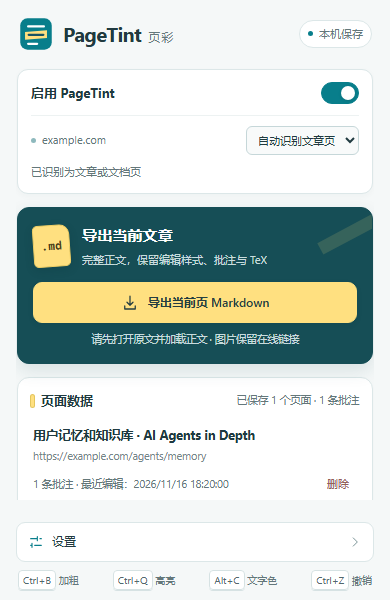 PageTint 页彩
本机保存
启用 PageTint
example.com
自动识别文章页
已识别为文章或文档页
.md
导出当前文章
完整正文，保留编辑样式、批注与 TeX
导出当前页 Markdown
请先打开原文并加载正文 · 图片保留在线链接
页面数据
已保存 1 个页面 · 1 条批注
用户记忆和知识库 · AI Agents in Depth
https://example.com/agents/memory
1 条批注 · 最近编辑：2026/11/16 18:20:00
删除
设置
Ctrl+B 加粗
Ctrl+Q 高亮
Alt+C 文字色
Ctrl+Z 撤销